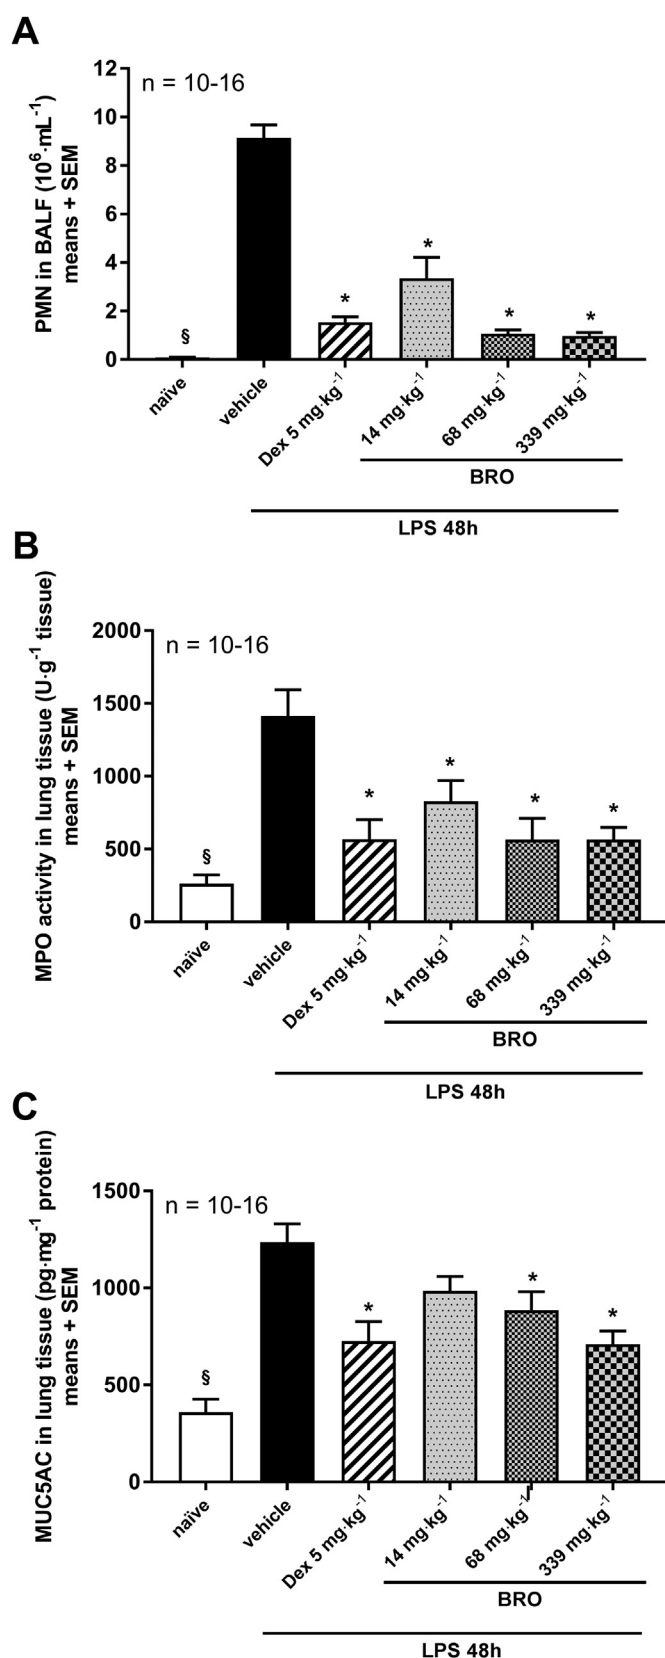 A
PMN in BALF (10⁶·mL⁻¹)
means + SEM
12
10
8
6
4
2
0
n = 10-16
§
*
*
*
*
naïve
vehicle
Dex 5 mg·kg⁻¹
14 mg·kg⁻¹
68 mg·kg⁻¹
339 mg·kg⁻¹
BRO
LPS 48h
B
MPO activity in lung tissue (U·g⁻¹ tissue)
means + SEM
2000
1500
1000
500
0
n = 10-16
§
*
*
*
*
naïve
vehicle
Dex 5 mg·kg⁻¹
14 mg·kg⁻¹
68 mg·kg⁻¹
339 mg·kg⁻¹
BRO
LPS 48h
C
MUC5AC in lung tissue (pg·mg⁻¹ protein)
means + SEM
1500
1000
500
0
n = 10-16
§
*
*
*
naïve
vehicle
Dex 5 mg·kg⁻¹
14 mg·kg⁻¹
68 mg·kg⁻¹
339 mg·kg⁻¹
BRO
LPS 48h